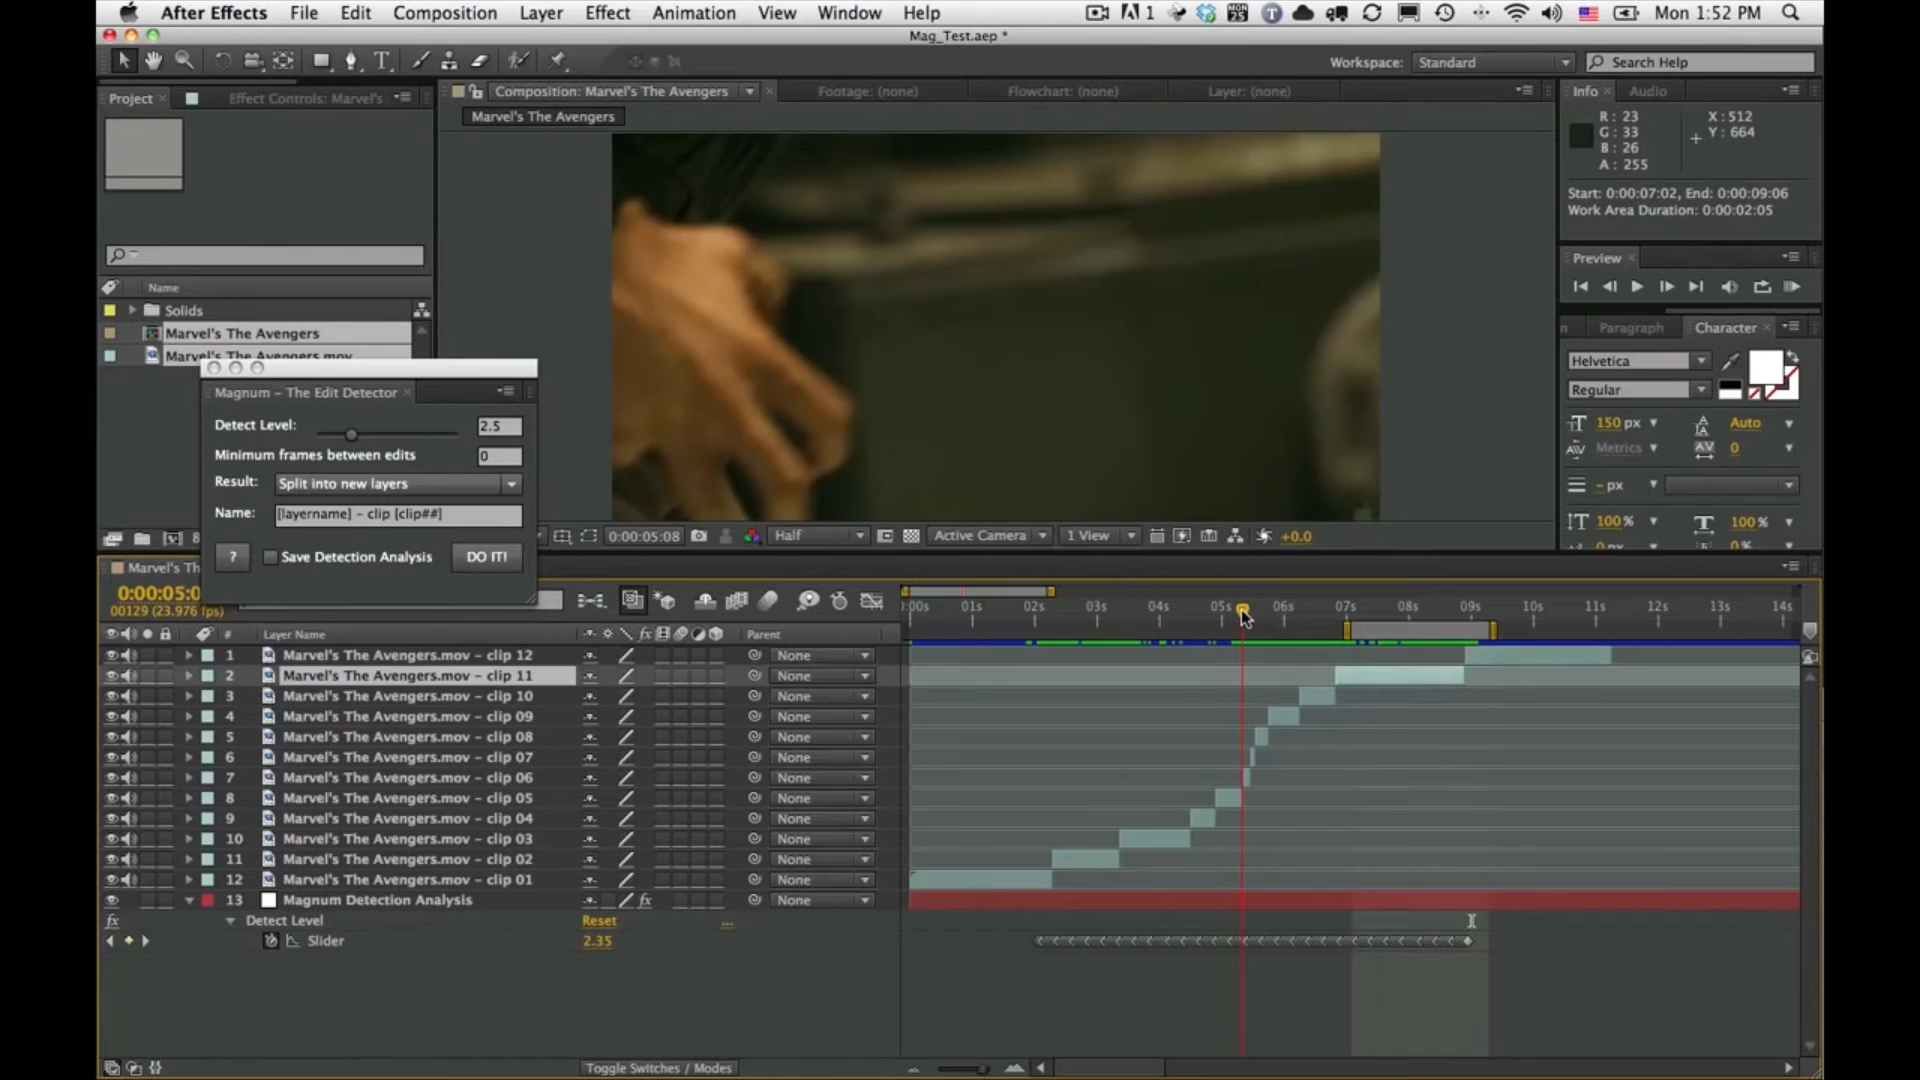 After Effects File Edit Composition Layer Effect Animation View Window Help 1 MON 25 Mon 1:52 PM
Mag_Test.aep *
Workspace: Standard Search Help
Project Effect Controls: Marvel's
Composition: Marvel's The Avengers Footage: (none) Flowchart: (none) Layer: (none)
Marvel's The Avengers
Info Audio
R: 23 X: 512
G: 33 Y: 664
B: 26
A: 255
Start: 0:00:07:02, End: 0:00:09:06
Work Area Duration: 0:00:02:05
Preview
Paragraph Character
Helvetica
Regular
150 px Auto
Metrics 0
- px
100% 100%
Name
Solids
Marvel's The Avengers
Marvel's The Avengers.mov
Magnum – The Edit Detector
Detect Level: 2.5
Minimum frames between edits 0
Result: Split into new layers
Name: [layername] – clip [clip##]
? Save Detection Analysis DO IT!
0:00:05:08 Half Active Camera 1 View +0.0
Marvel's Th
0:00:05:0
00129 (23.976 fps)
:00s 01s 02s 03s 04s 05s 06s 07s 08s 09s 10s 11s 12s 13s 14s
# Layer Name fx Parent
1 Marvel's The Avengers.mov – clip 12 None
2 Marvel's The Avengers.mov – clip 11 None
3 Marvel's The Avengers.mov – clip 10 None
4 Marvel's The Avengers.mov – clip 09 None
5 Marvel's The Avengers.mov – clip 08 None
6 Marvel's The Avengers.mov – clip 07 None
7 Marvel's The Avengers.mov – clip 06 None
8 Marvel's The Avengers.mov – clip 05 None
9 Marvel's The Avengers.mov – clip 04 None
10 Marvel's The Avengers.mov – clip 03 None
11 Marvel's The Avengers.mov – clip 02 None
12 Marvel's The Avengers.mov – clip 01 None
13 Magnum Detection Analysis fx None
fx Detect Level Reset ...
Slider 2.35
Toggle Switches / Modes